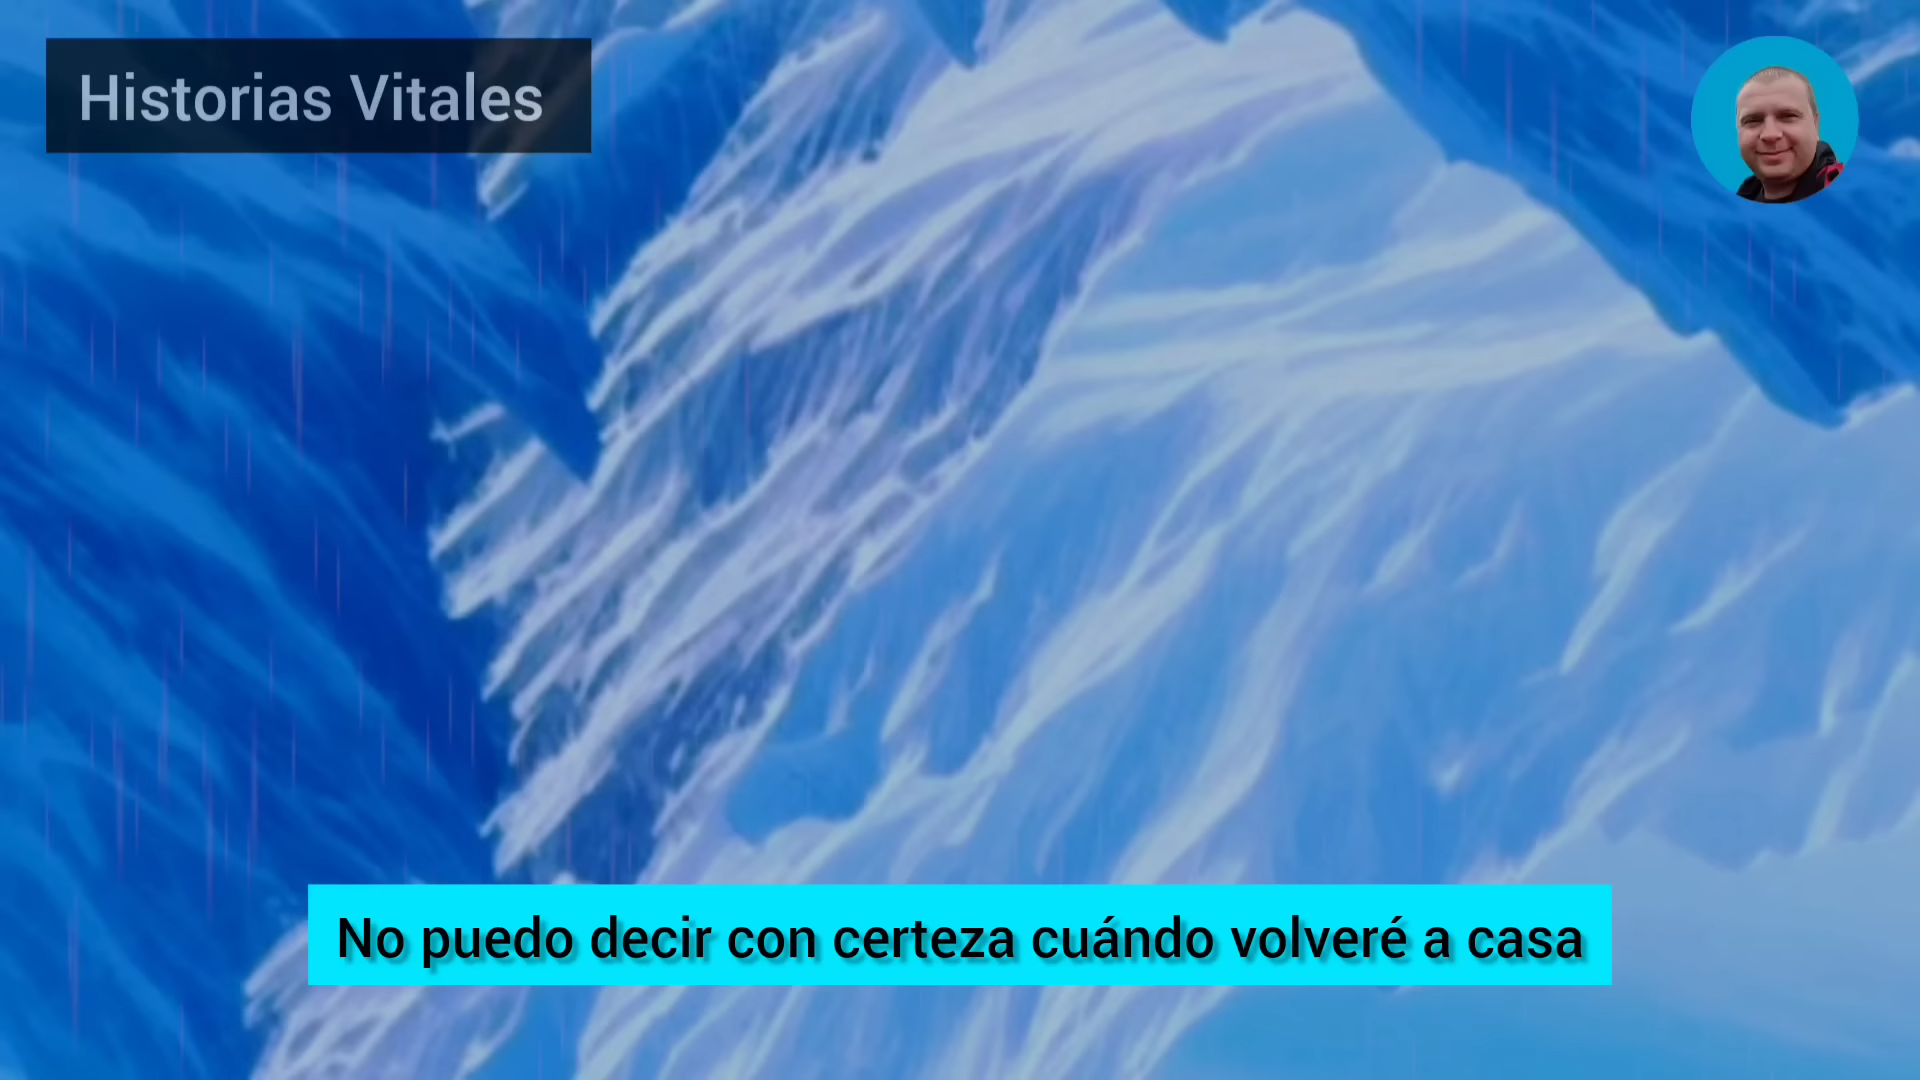 Historias Vitales
No puedo decir con certeza cuándo volveré a casa